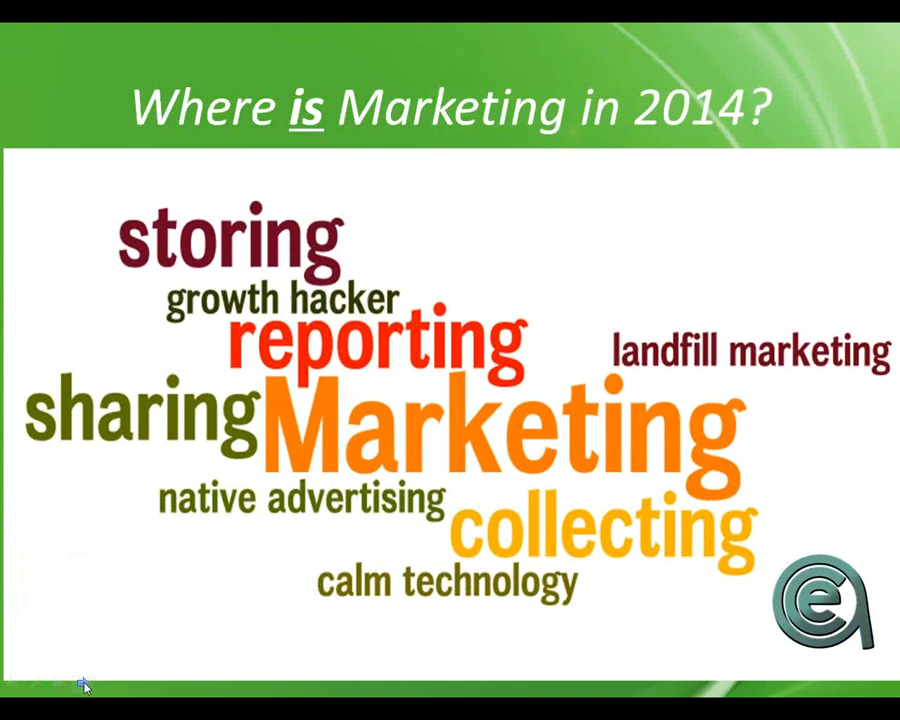 Where is Marketing in 2014?
storing
growth hacker
reporting
landfill marketing
sharing
Marketing
native advertising
collecting
calm technology